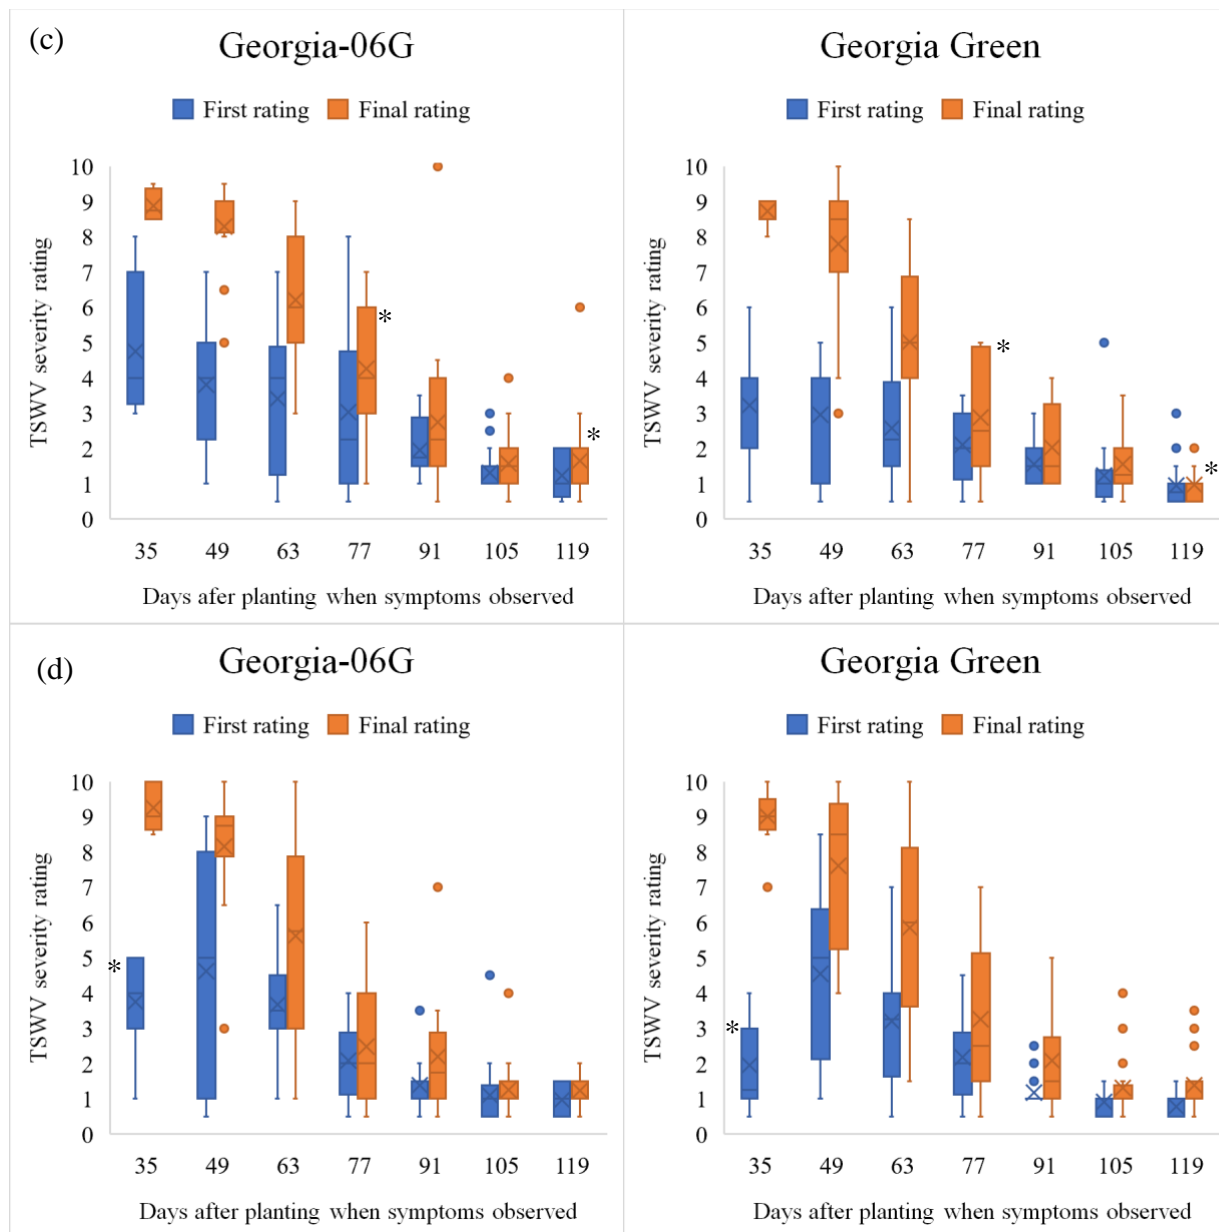 (c)
Georgia-06G
First rating Final rating
10
9
8
7
6
5
4
3
2
1
0
TSWV severity rating
*
*
35 49 63 77 91 105 119
Days afer planting when symptoms observed
Georgia Green
First rating Final rating
10
9
8
7
6
5
4
3
2
1
0
TSWV severity rating
*
*
35 49 63 77 91 105 119
Days after planting when symptoms observed
(d)
Georgia-06G
First rating Final rating
10
9
8
7
6
5
4
3
2
1
0
TSWV severity rating
*
35 49 63 77 91 105 119
Days after planting when symptoms observed
Georgia Green
First rating Final rating
10
9
8
7
6
5
4
3
2
1
0
TSWV severity rating
*
35 49 63 77 91 105 119
Days after planting when symptoms observed